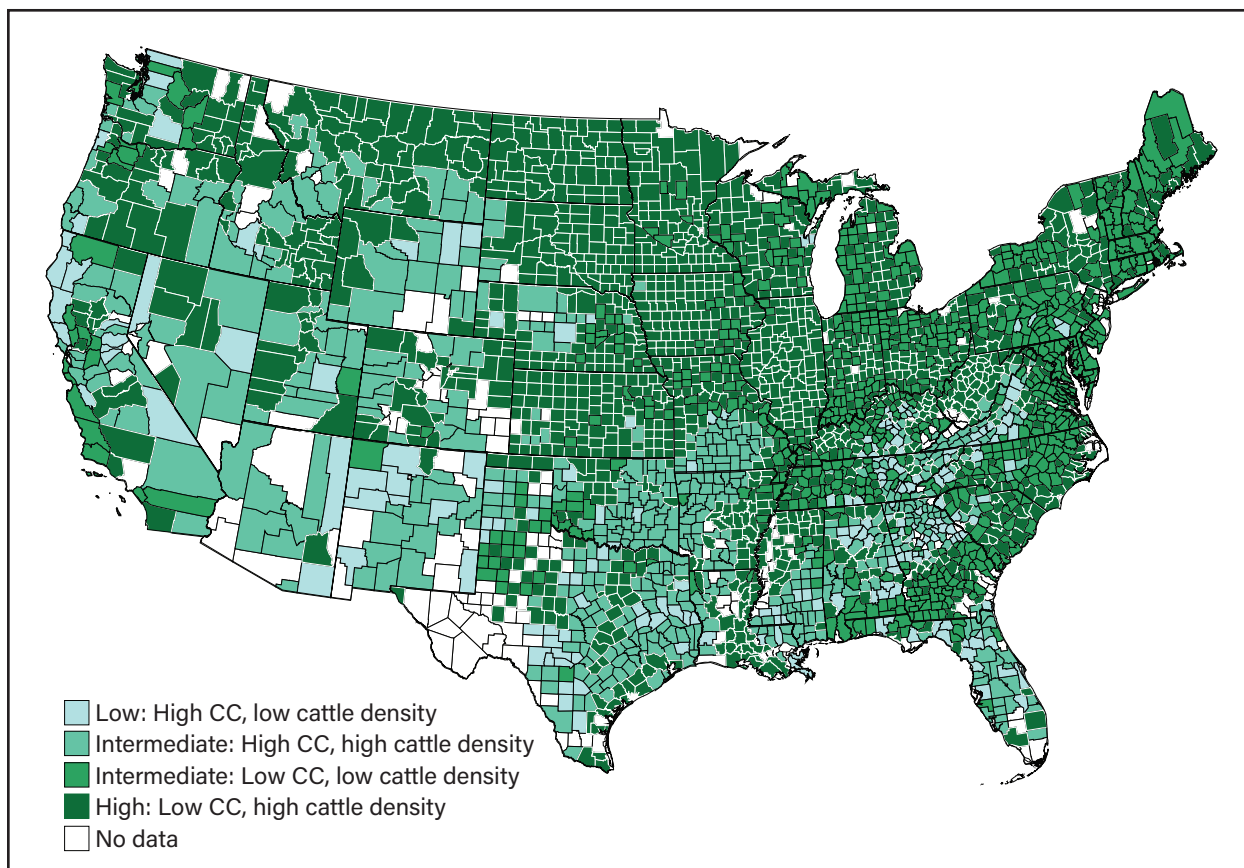 Low: High CC, low cattle density
Intermediate: High CC, high cattle density
Intermediate: Low CC, low cattle density
High: Low CC, high cattle density
No data